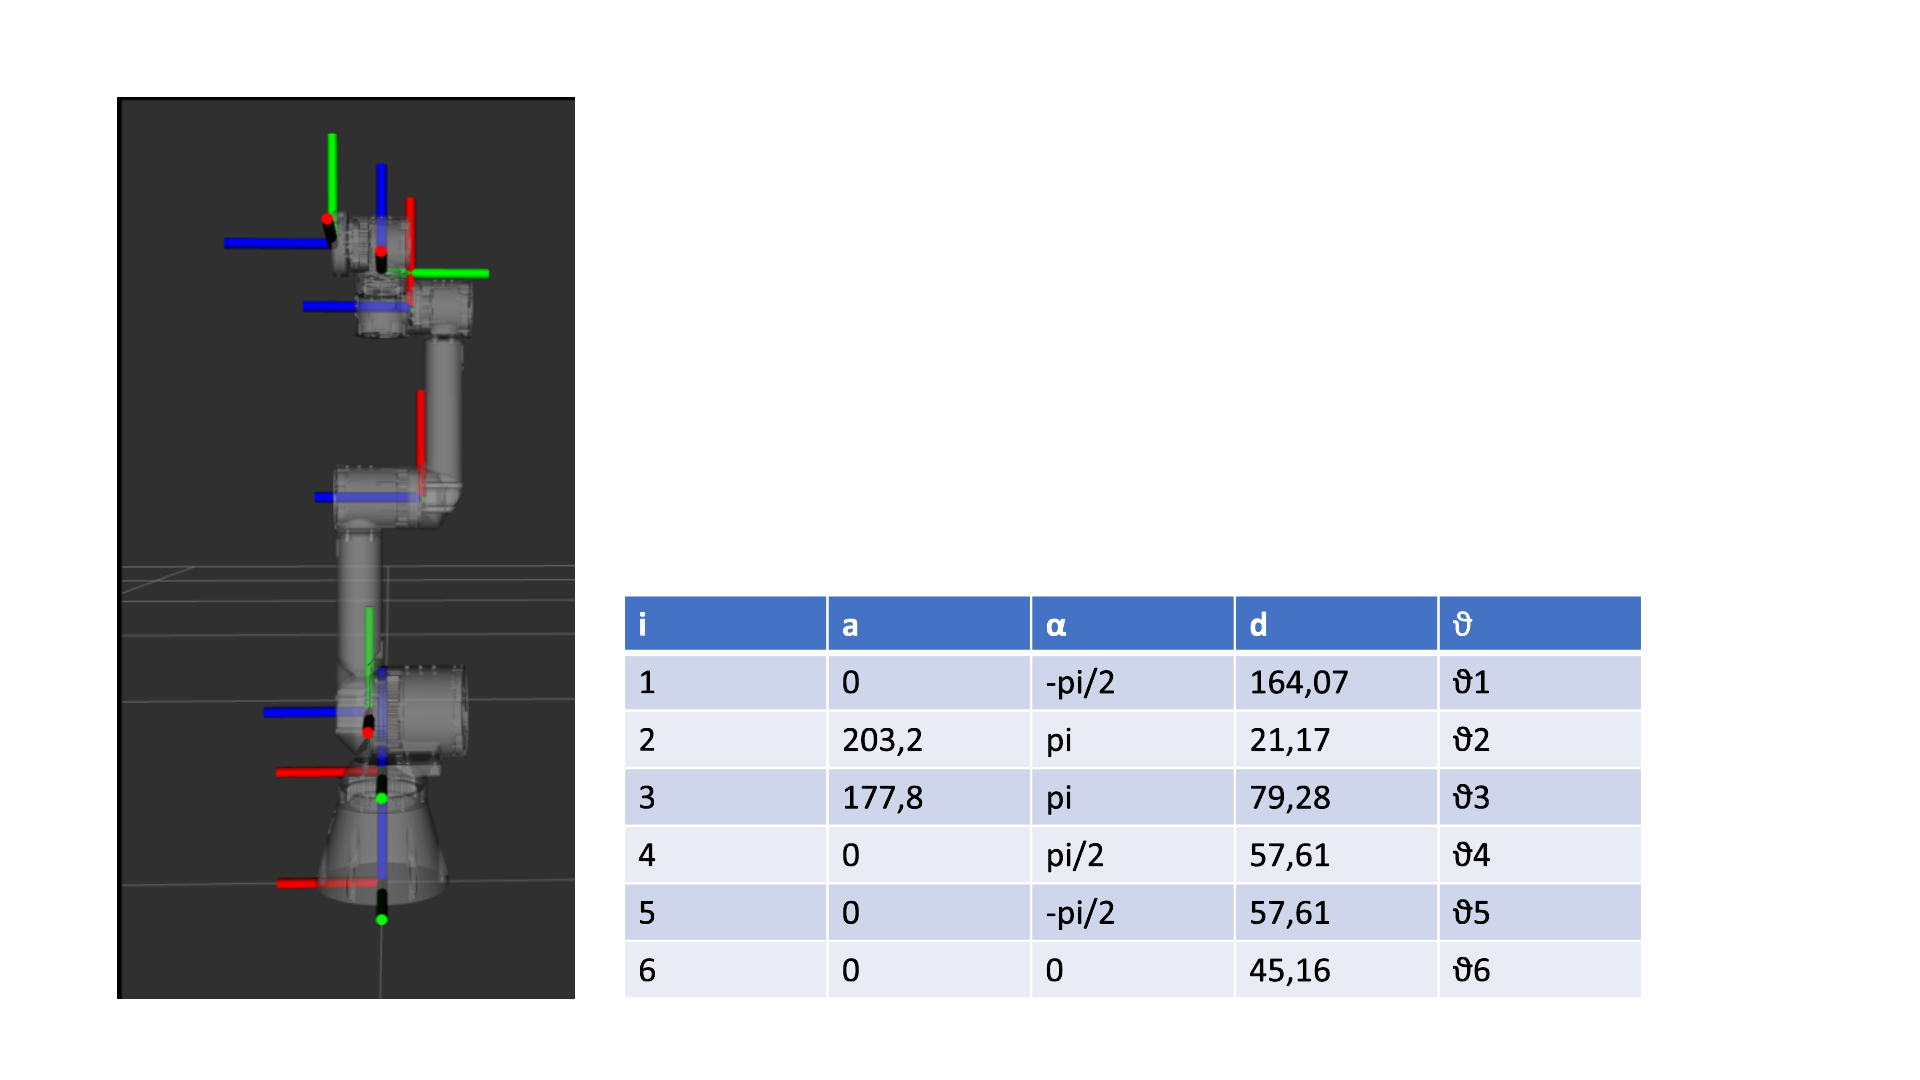 i a α d ϑ
1 0 -pi/2 164,07 ϑ1
2 203,2 pi 21,17 ϑ2
3 177,8 pi 79,28 ϑ3
4 0 pi/2 57,61 ϑ4
5 0 -pi/2 57,61 ϑ5
6 0 0 45,16 ϑ6